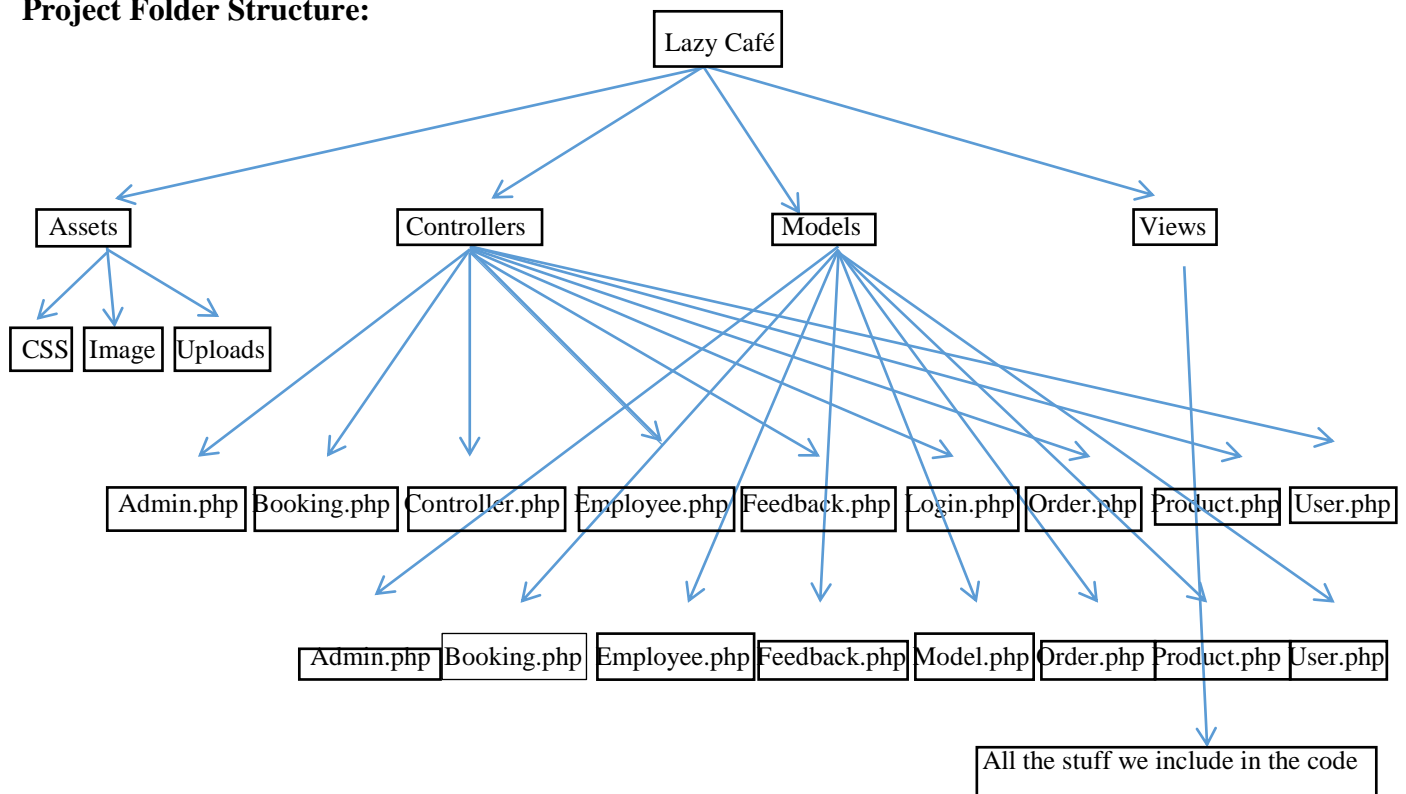 Project Folder Structure:
Lazy Café
Assets Controllers Models Views
CSS Image Uploads
Admin.php Booking.php Controller.php Employee.php Feedback.php Login.php Order.php Product.php User.php
Admin.php Booking.php Employee.php Feedback.php Model.php Order.php Product.php User.php
All the stuff we include in the code